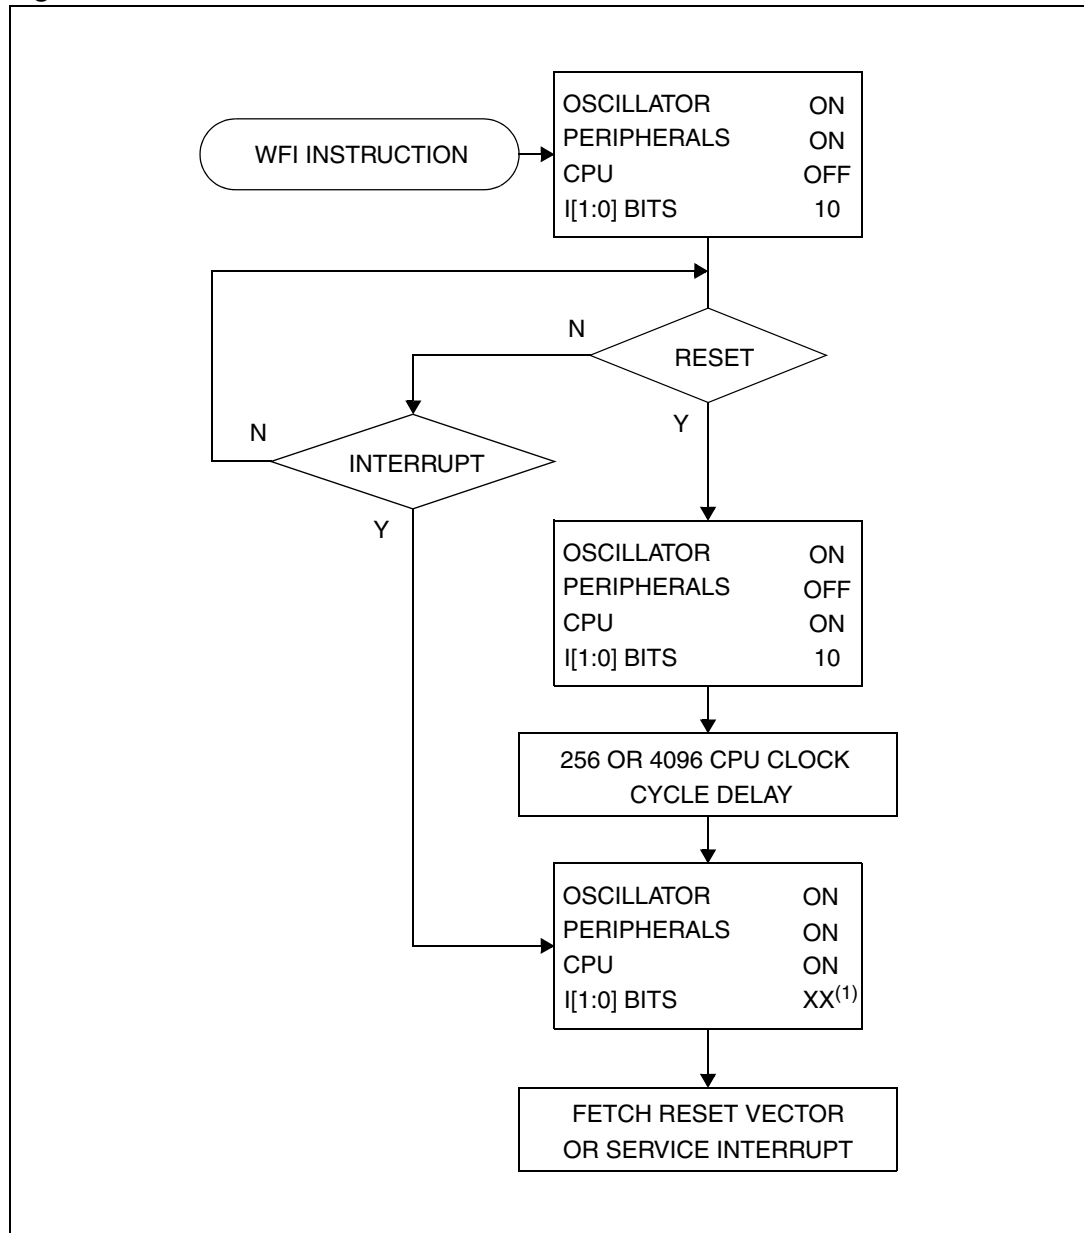 WFI INSTRUCTION
OSCILLATOR ON
PERIPHERALS ON
CPU OFF
I[1:0] BITS 10
RESET
N
Y
INTERRUPT
N
Y
OSCILLATOR ON
PERIPHERALS OFF
CPU ON
I[1:0] BITS 10
256 OR 4096 CPU CLOCK
CYCLE DELAY
OSCILLATOR ON
PERIPHERALS ON
CPU ON
I[1:0] BITS XX(1)
FETCH RESET VECTOR
OR SERVICE INTERRUPT